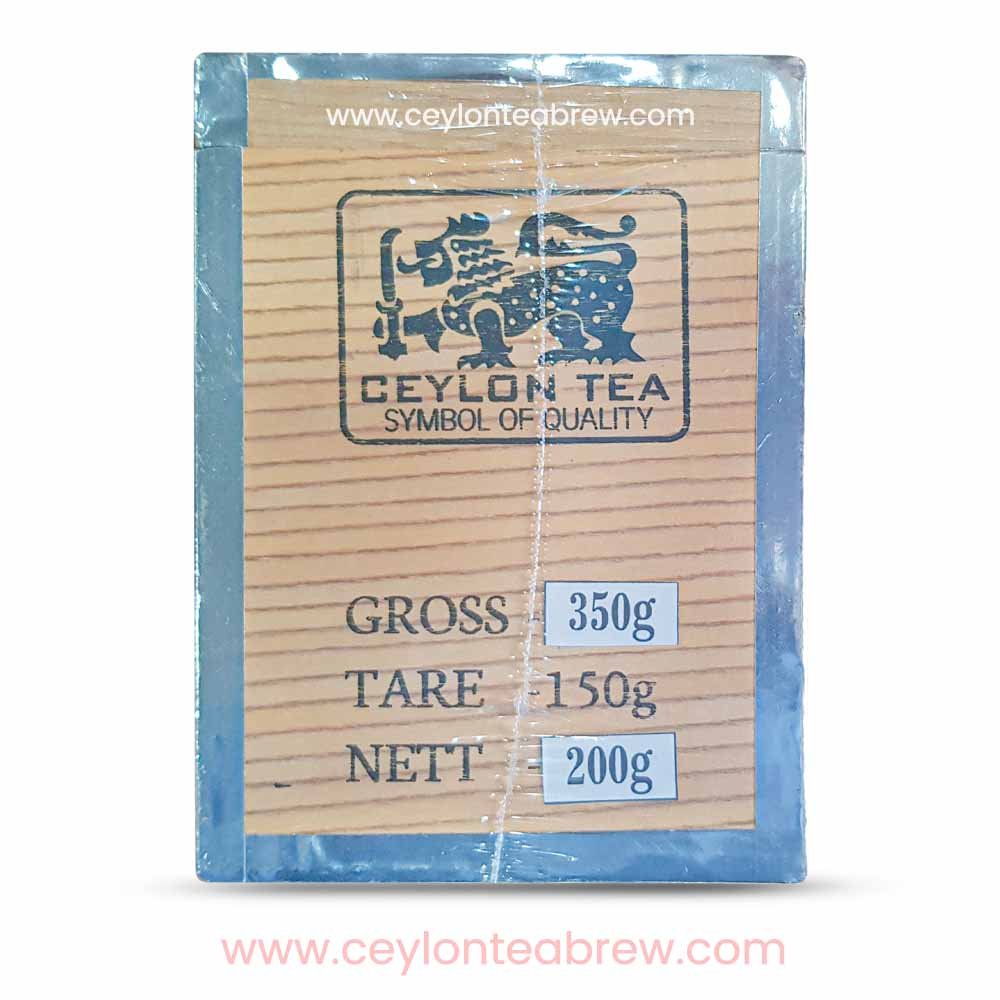 www.ceylonteabrew.com
CEYLON TEA
SYMBOL OF QUALITY
GROSS - 350g
TARE -150g
NETT - 200g
www.ceylonteabrew.com